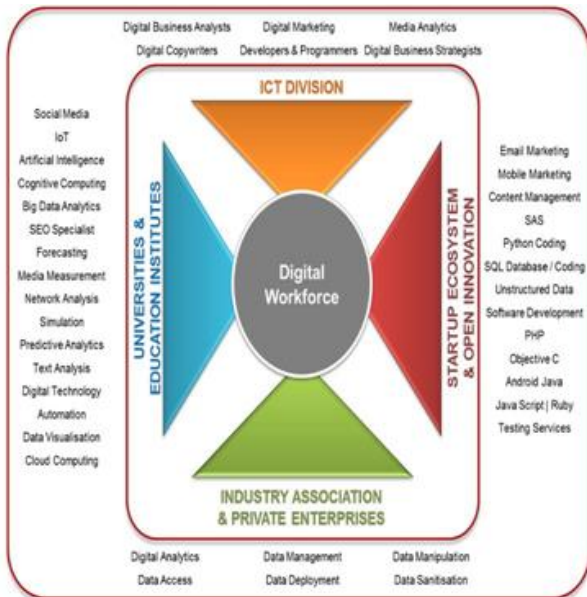 Digital Business Analysts Digital Marketing Media Analytics
Digital Copywriters Developers & Programmers Digital Business Strategists
ICT DIVISION
Social Media
IoT
Artificial Intelligence
Cognitive Computing
Big Data Analytics
SEO Specialist
Forecasting
Media Measurement
Network Analysis
Simulation
Predictive Analytics
Text Analysis
Digital Technology
Automation
Data Visualisation
Cloud Computing
UNIVERSITIES &
EDUCATION INSTITUTES
Digital
Workforce
STARTUP ECOSYSTEM
& OPEN INNOVATION
Email Marketing
Mobile Marketing
Content Management
SAS
Python Coding
SQL Database / Coding
Unstructured Data
Software Development
PHP
Objective C
Android Java
Java Script | Ruby
Testing Services
INDUSTRY ASSOCIATION
& PRIVATE ENTERPRISES
Digital Analytics Data Management Data Manipulation
Data Access Data Deployment Data Sanitisation